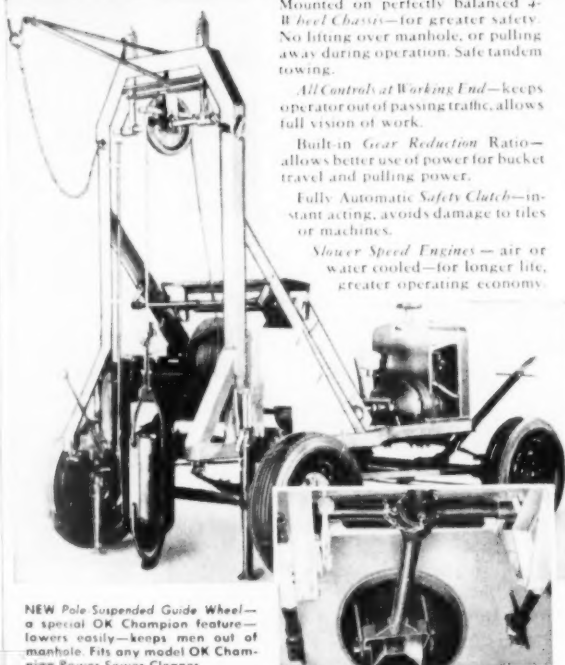 Mounted on perfectly balanced 4-
Wheel Chassis—for greater safety.
No lifting over manhole, or pulling
away during operation. Safe tandem
towing.
All Controls at Working End—keeps
operator out of passing traffic, allows
full vision of work.
Built-in Gear Reduction Ratio—
allows better use of power for bucket
travel and pulling power.
Fully Automatic Safety Clutch—in-
stant acting, avoids damage to tiles
or machines.
Slower Speed Engines — air or
water cooled—for longer life,
greater operating economy.
NEW Pole Suspended Guide Wheel—
a special OK Champion feature—
lowers easily—keeps men out of
manhole. Fits any model OK Cham-
pion Power Sewer Cleaner.